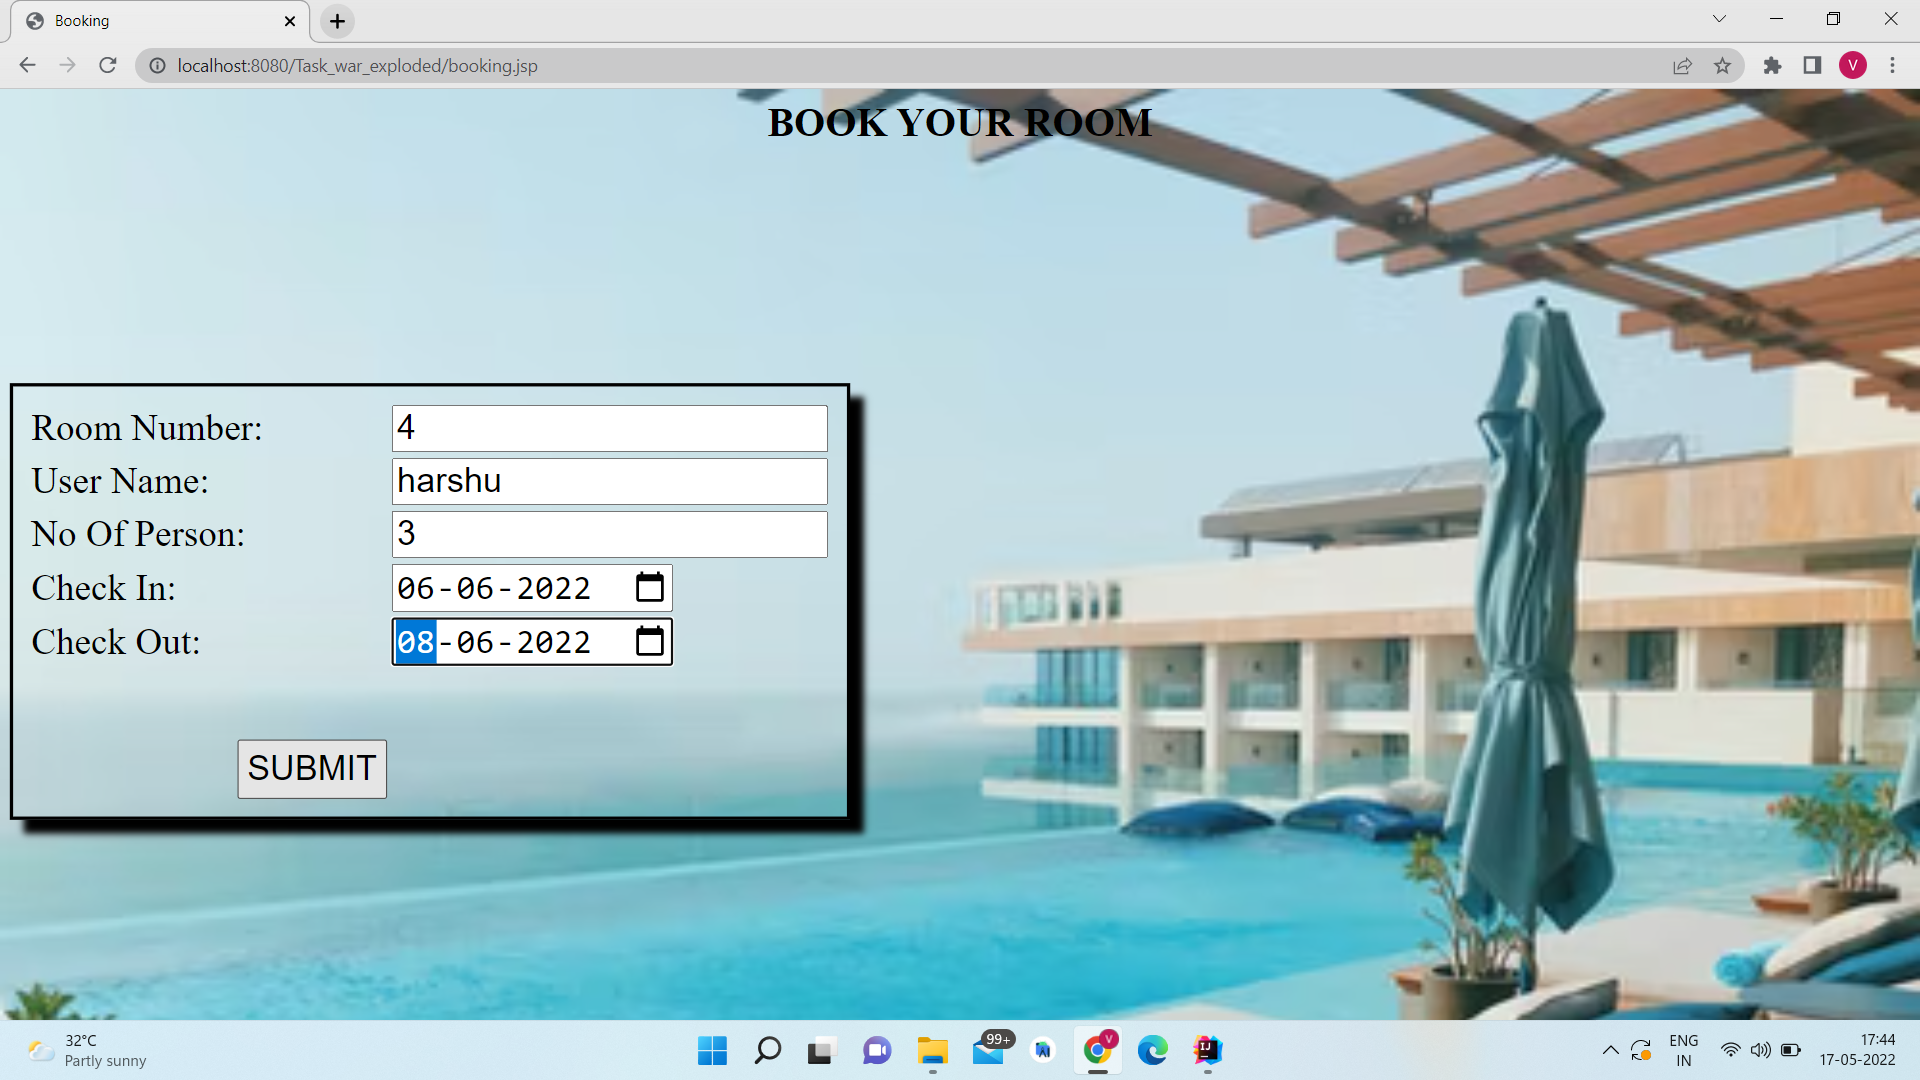 Booking
localhost:8080/Task_war_exploded/booking.jsp
V
BOOK YOUR ROOM
Room Number: 4
User Name: harshu
No Of Person: 3
Check In: 06-06-2022
Check Out: 08-06-2022
SUBMIT
32°C
Partly sunny
99+
V
IJ
ENG
IN
17:44
17-05-2022